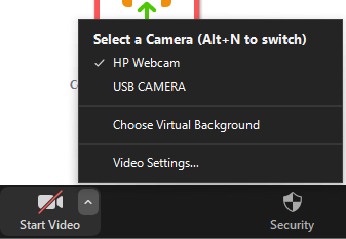 Select a Camera (Alt+N to switch)
HP Webcam
USB CAMERA
Choose Virtual Background
Video Settings...
Start Video
Security